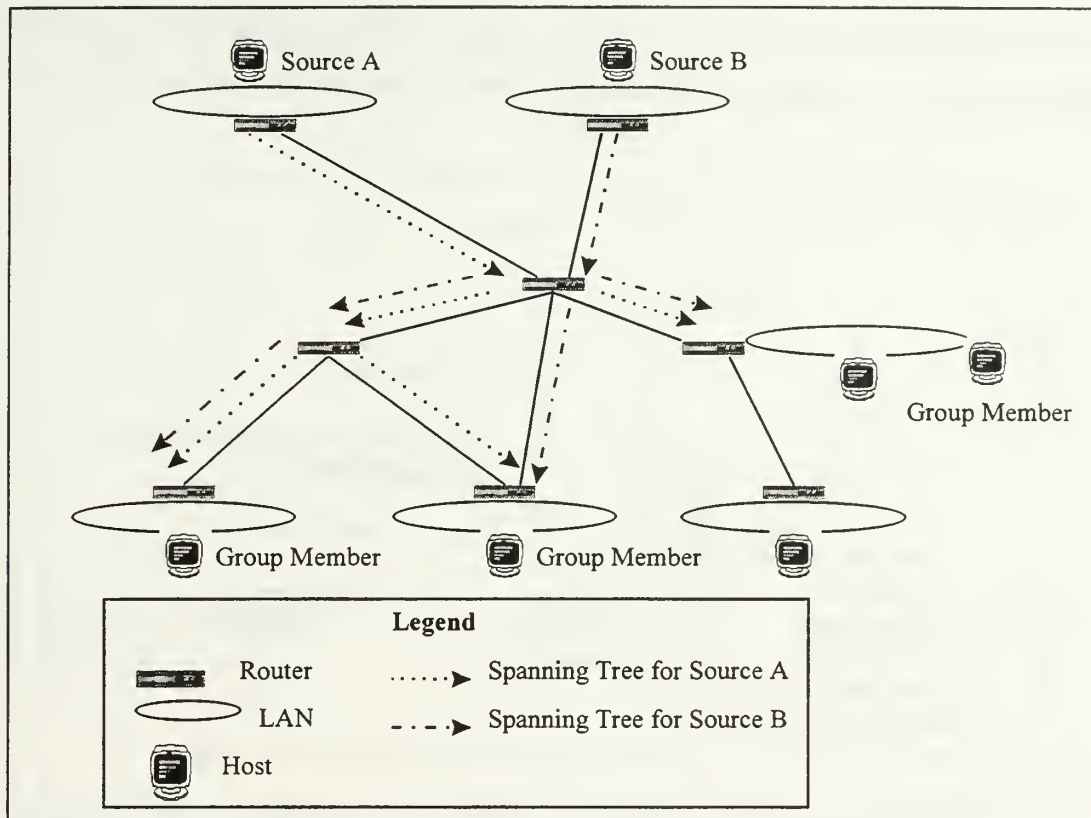 Source A
Source B
Group Member
Group Member
Group Member
Legend
Router
Spanning Tree for Source A
LAN
Spanning Tree for Source B
Host